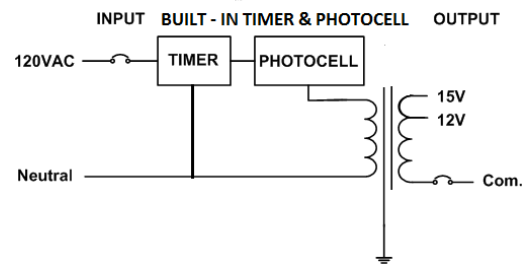 INPUT BUILT - IN TIMER & PHOTOCELL OUTPUT
120VAC TIMER PHOTOCELL
15V
12V
Neutral Com.